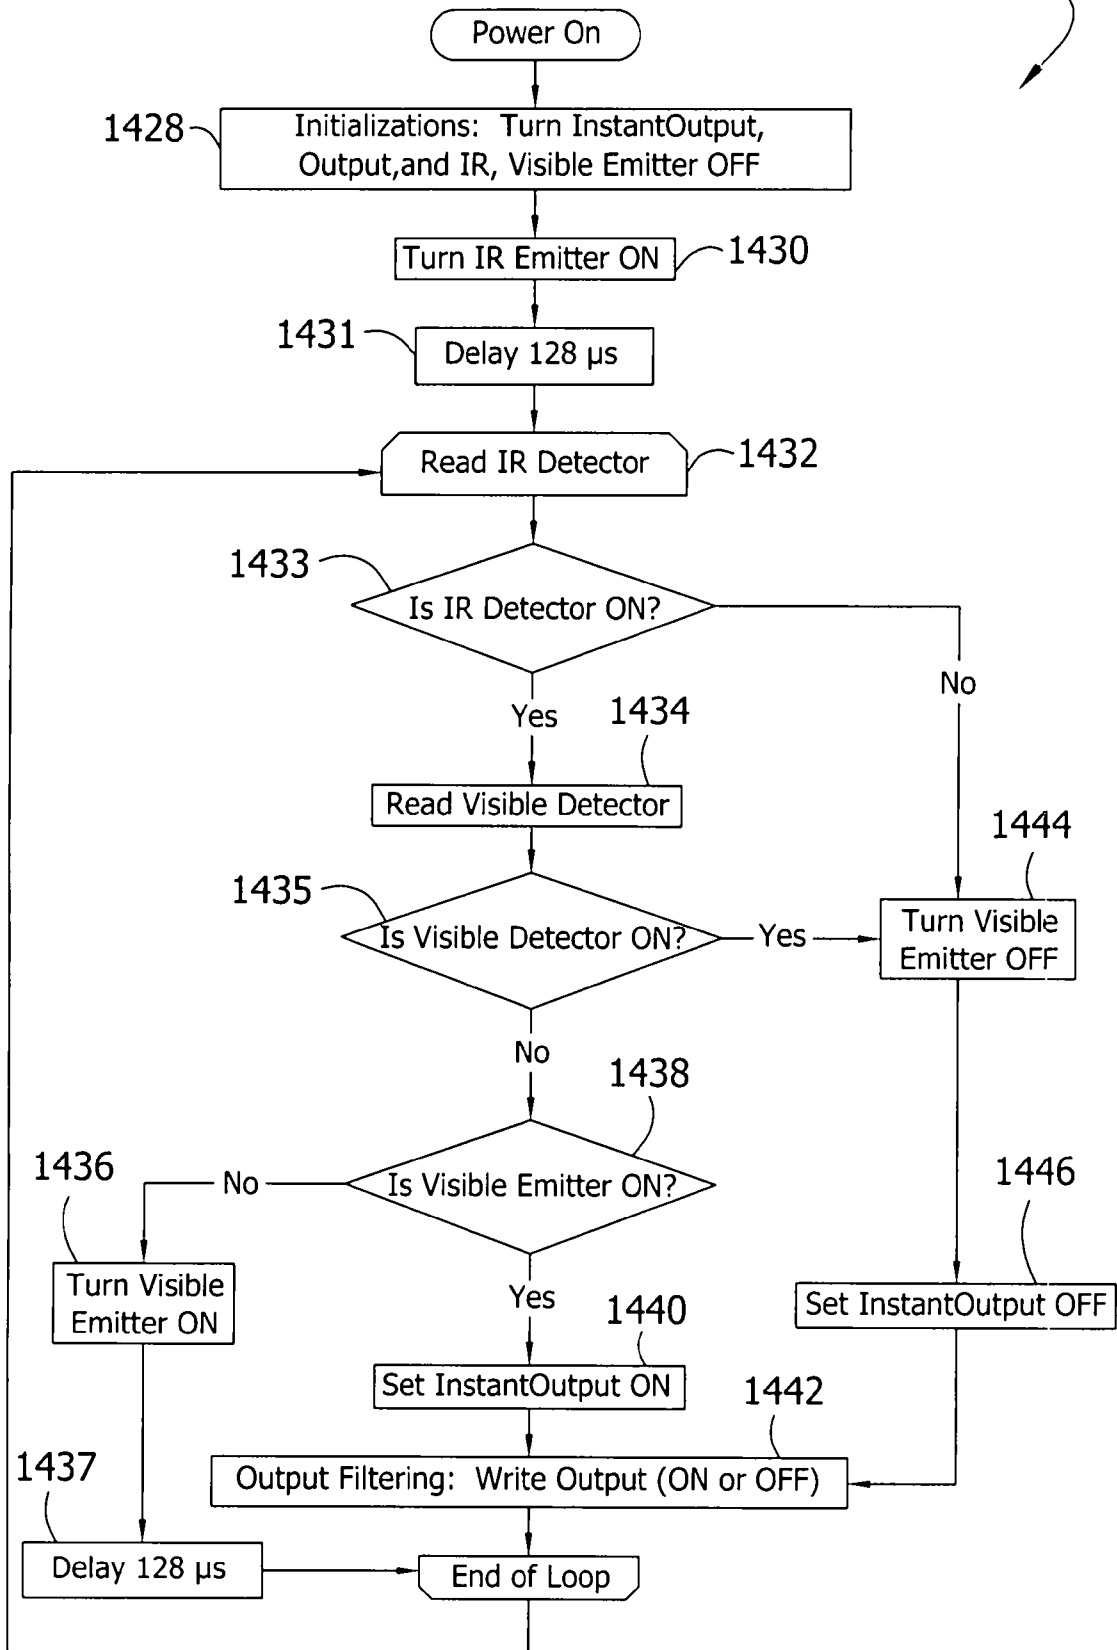 Power On
1428
Initializations: Turn InstantOutput,
Output,and IR, Visible Emitter OFF
Turn IR Emitter ON
1430
1431
Delay 128 µs
Read IR Detector
1432
1433
Is IR Detector ON?
No
Yes
1434
Read Visible Detector
1444
1435
Is Visible Detector ON?
Yes
Turn Visible
Emitter OFF
No
1438
1436
No
Is Visible Emitter ON?
1446
Turn Visible
Emitter ON
Yes
Set InstantOutput OFF
1440
Set InstantOutput ON
1442
1437
Output Filtering: Write Output (ON or OFF)
Delay 128 µs
End of Loop